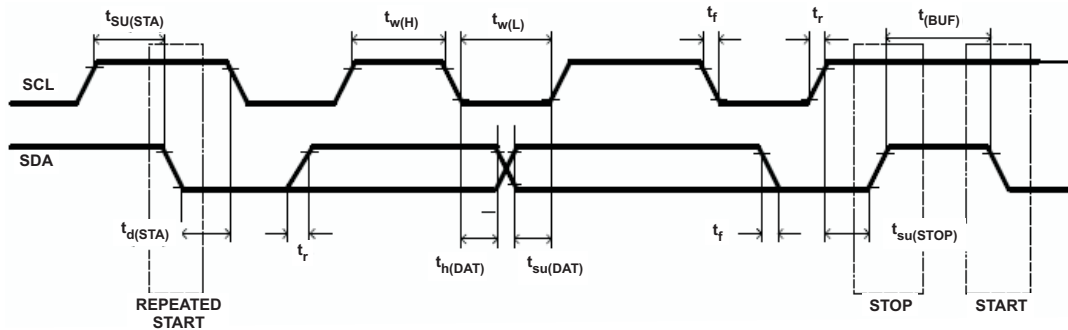 tSU(STA)
tw(H)
tw(L)
tf
tr
t(BUF)
SCL
SDA
td(STA)
tr
th(DAT)
tsu(DAT)
tf
tsu(STOP)
REPEATED
START
STOP
START